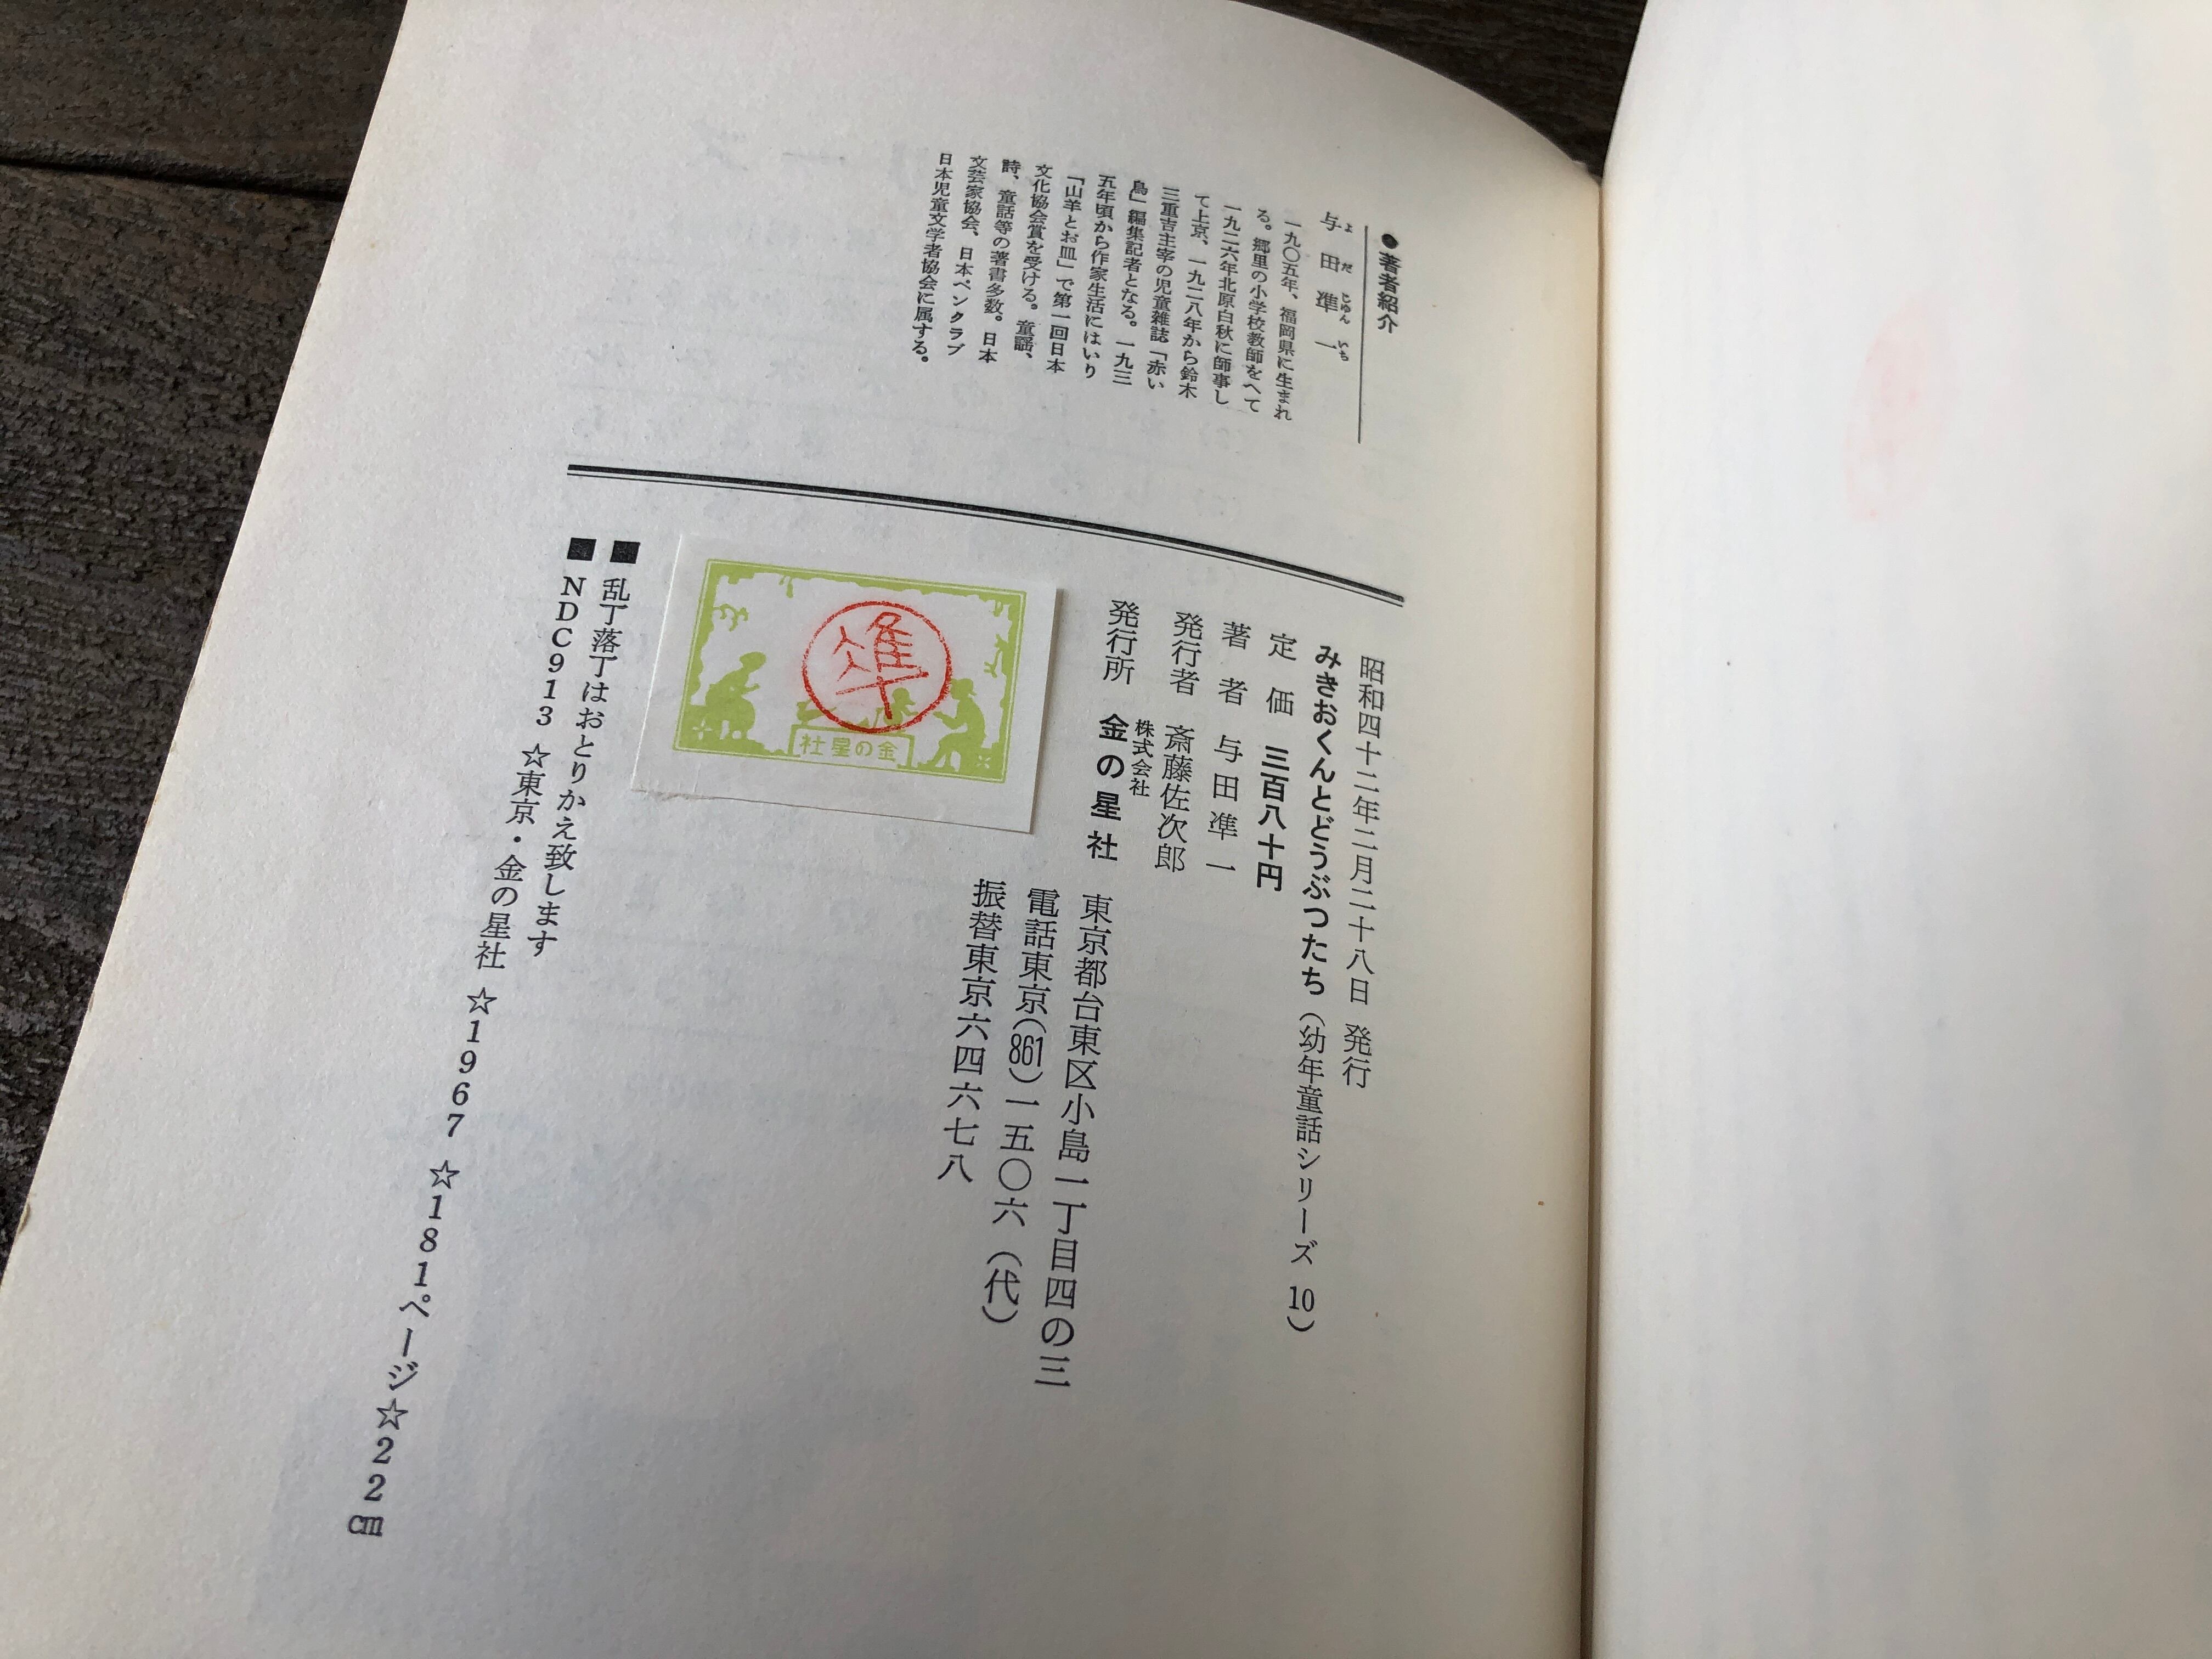 ●著者紹介
与田凖一
よだじゅんいち
一九〇五年、福岡県に生まれ
る。郷里の小学校教師をへて
一九二六年北原白秋に師事し
て上京、一九二八年から鈴木
三重吉主宰の児童雑誌「赤い
鳥」編集記者となる。一九三
五年頃から作家生活にはいり
「山羊とお皿」で第一回日本
文化協会賞を受ける。童謡、
詩、童話等の著書多数。日本
文芸家協会、日本ペンクラブ
日本児童文学者協会に属する。
昭和四十二年二月二十八日 発行
みきおくんとどうぶつたち（幼年童話シリーズ 10）
定価 三百八十円
著者 与田凖一
発行者 斎藤佐次郎
発行所 株式会社 金の星社
東京都台東区小島一丁目四の三
電話東京(861)一五〇六（代）
振替東京六四六七八
凖
金の星社
■ 乱丁落丁はおとりかえ致します
■ NDC913 ☆東京・金の星社 ☆1967 ☆181ページ☆22cm